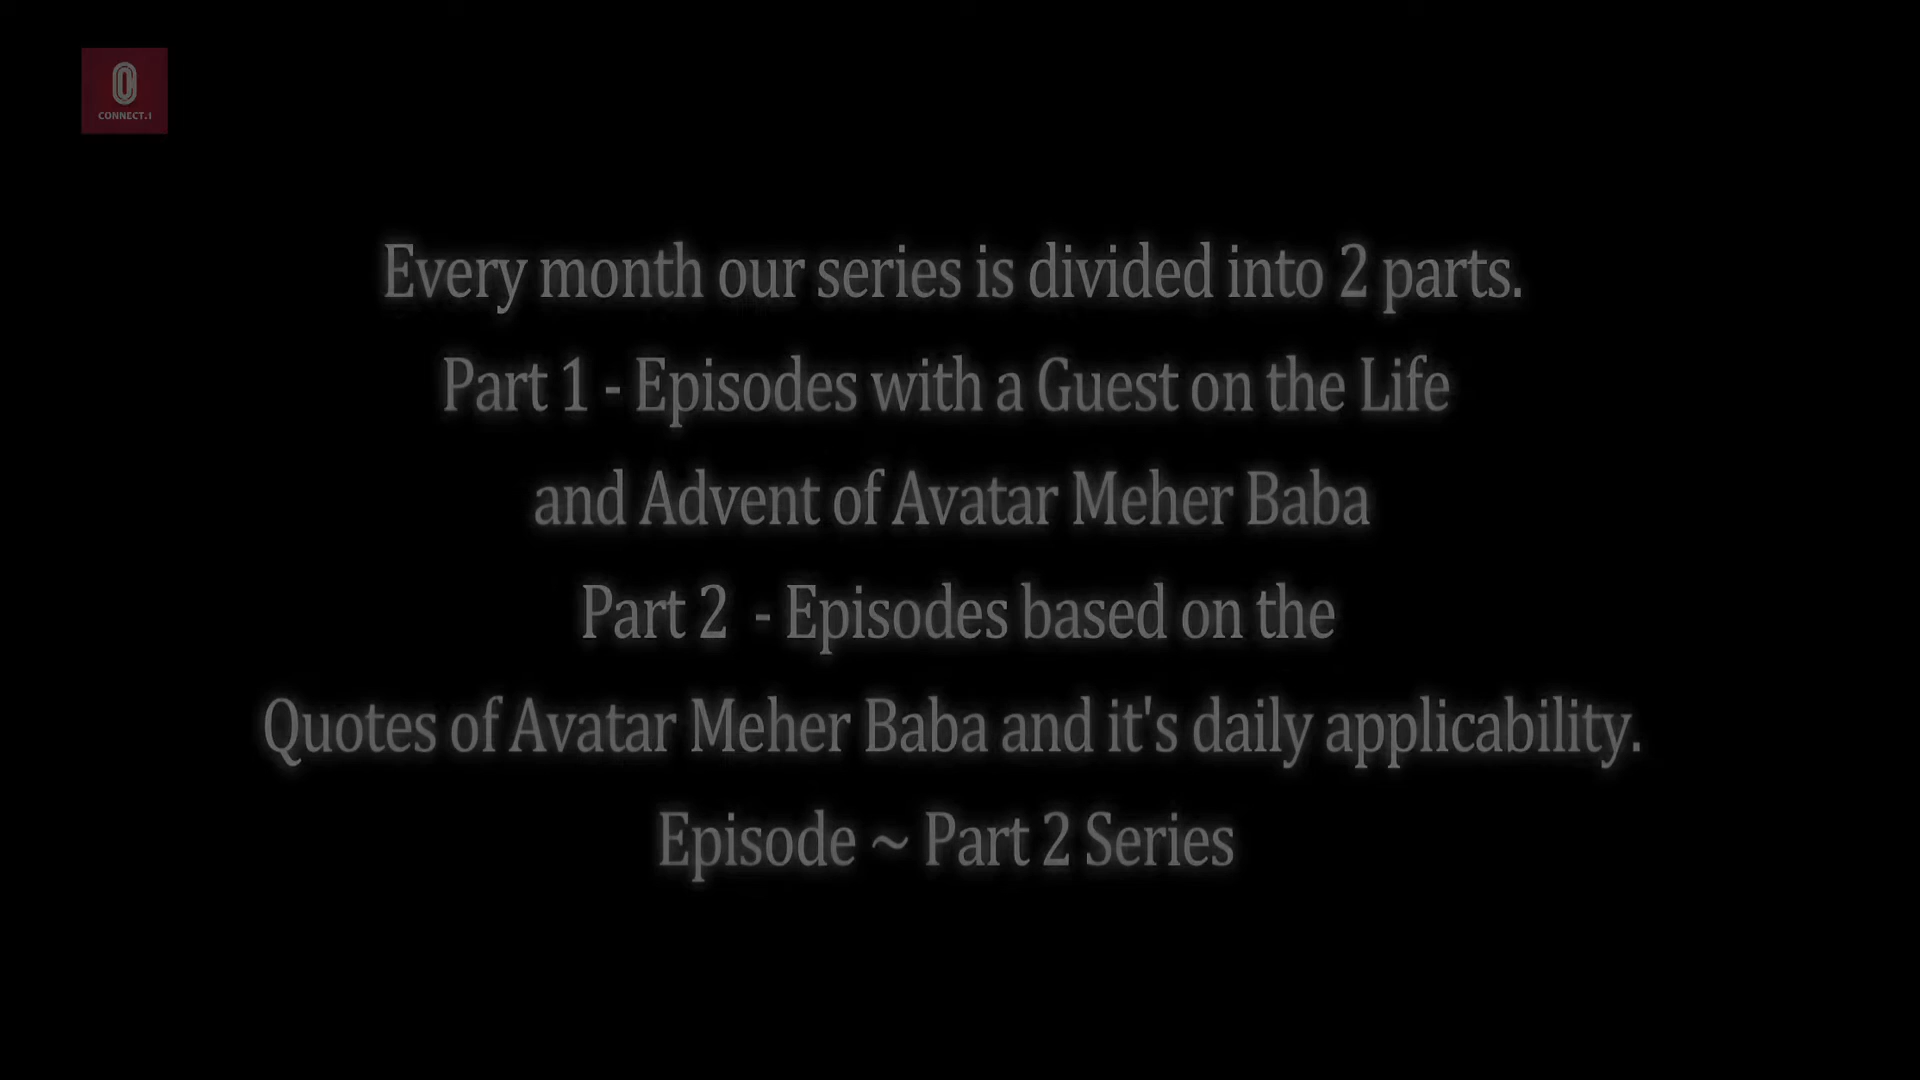 CONNECT.1
Every month our series is divided into 2 parts.
Part 1 - Episodes with a Guest on the Life
and Advent of Avatar Meher Baba
Part 2 - Episodes based on the
Quotes of Avatar Meher Baba and it's daily applicability.
Episode ~ Part 2 Series